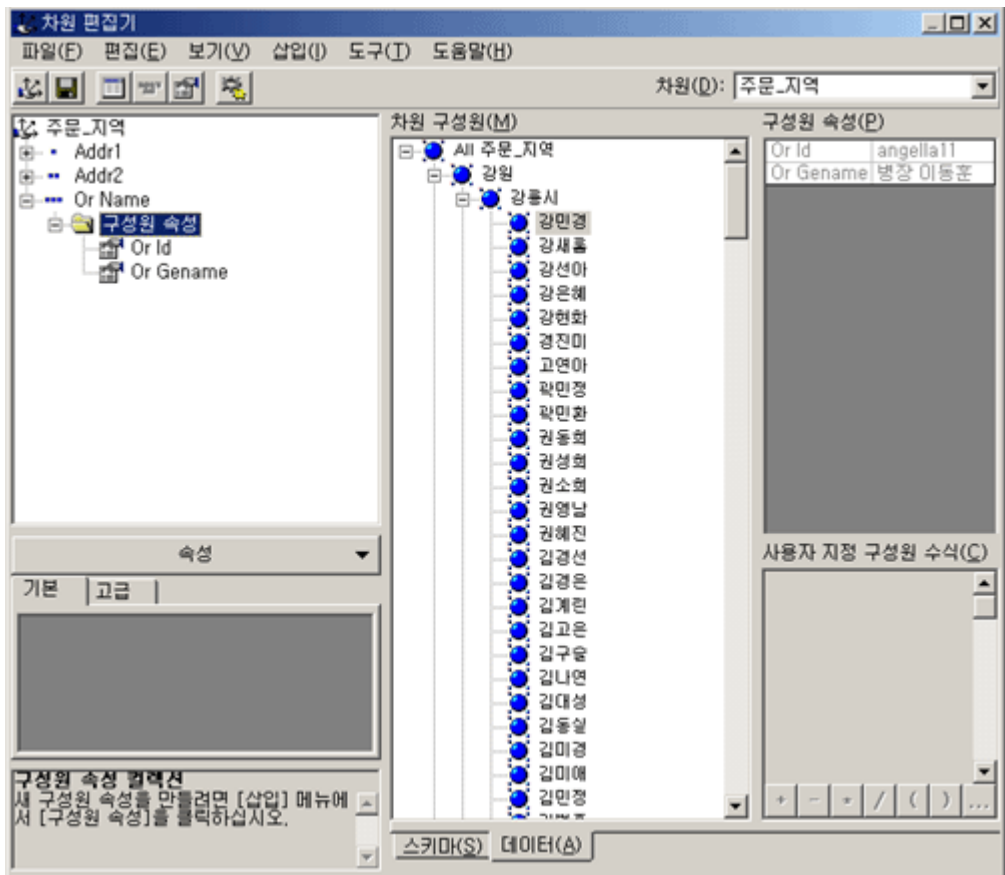 차원 편집기
파일(F) 편집(E) 보기(V) 삽입(I) 도구(T) 도움말(H)
차원(D): 주문_지역
주문_지역
Addr1
Addr2
Or Name
구성원 속성
Or Id
Or Gename
속성
기본 고급
구성원 속성 컬렉션
새 구성원 속성를 만들려면 [삽입] 메뉴에
서 [구성원 속성]을 클릭하십시오.
차원 구성원(M)
All 주문_지역
강원
강릉시
강민경
강새홈
강선아
강은혜
강현화
경진미
고연아
곽민정
곽민환
권동희
권성희
권소희
권영남
권혜진
김경선
김경은
김계련
김고은
김구슬
김나연
김대성
김동실
김미경
김미애
김민정
스키마(S) 데이터(A)
구성원 속성(P)
Or Id angella11
Or Gename 병장 이동훈
사용자 지정 구성원 수식(C)
+ - * / ( ) ...